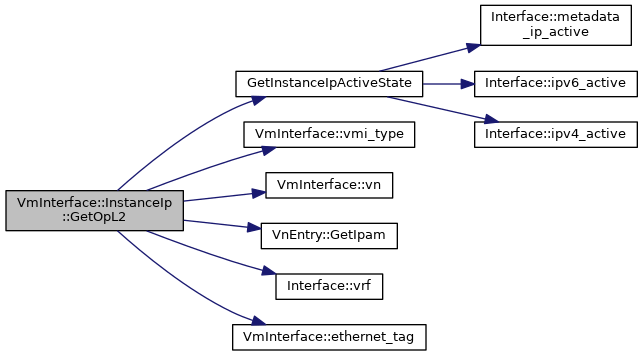 Interface::metadata
_ip_active
GetInstanceIpActiveState
Interface::ipv6_active
Interface::ipv4_active
VmInterface::vmi_type
VmInterface::vn
VmInterface::InstanceIp
::GetOpL2
VnEntry::GetIpam
Interface::vrf
VmInterface::ethernet_tag